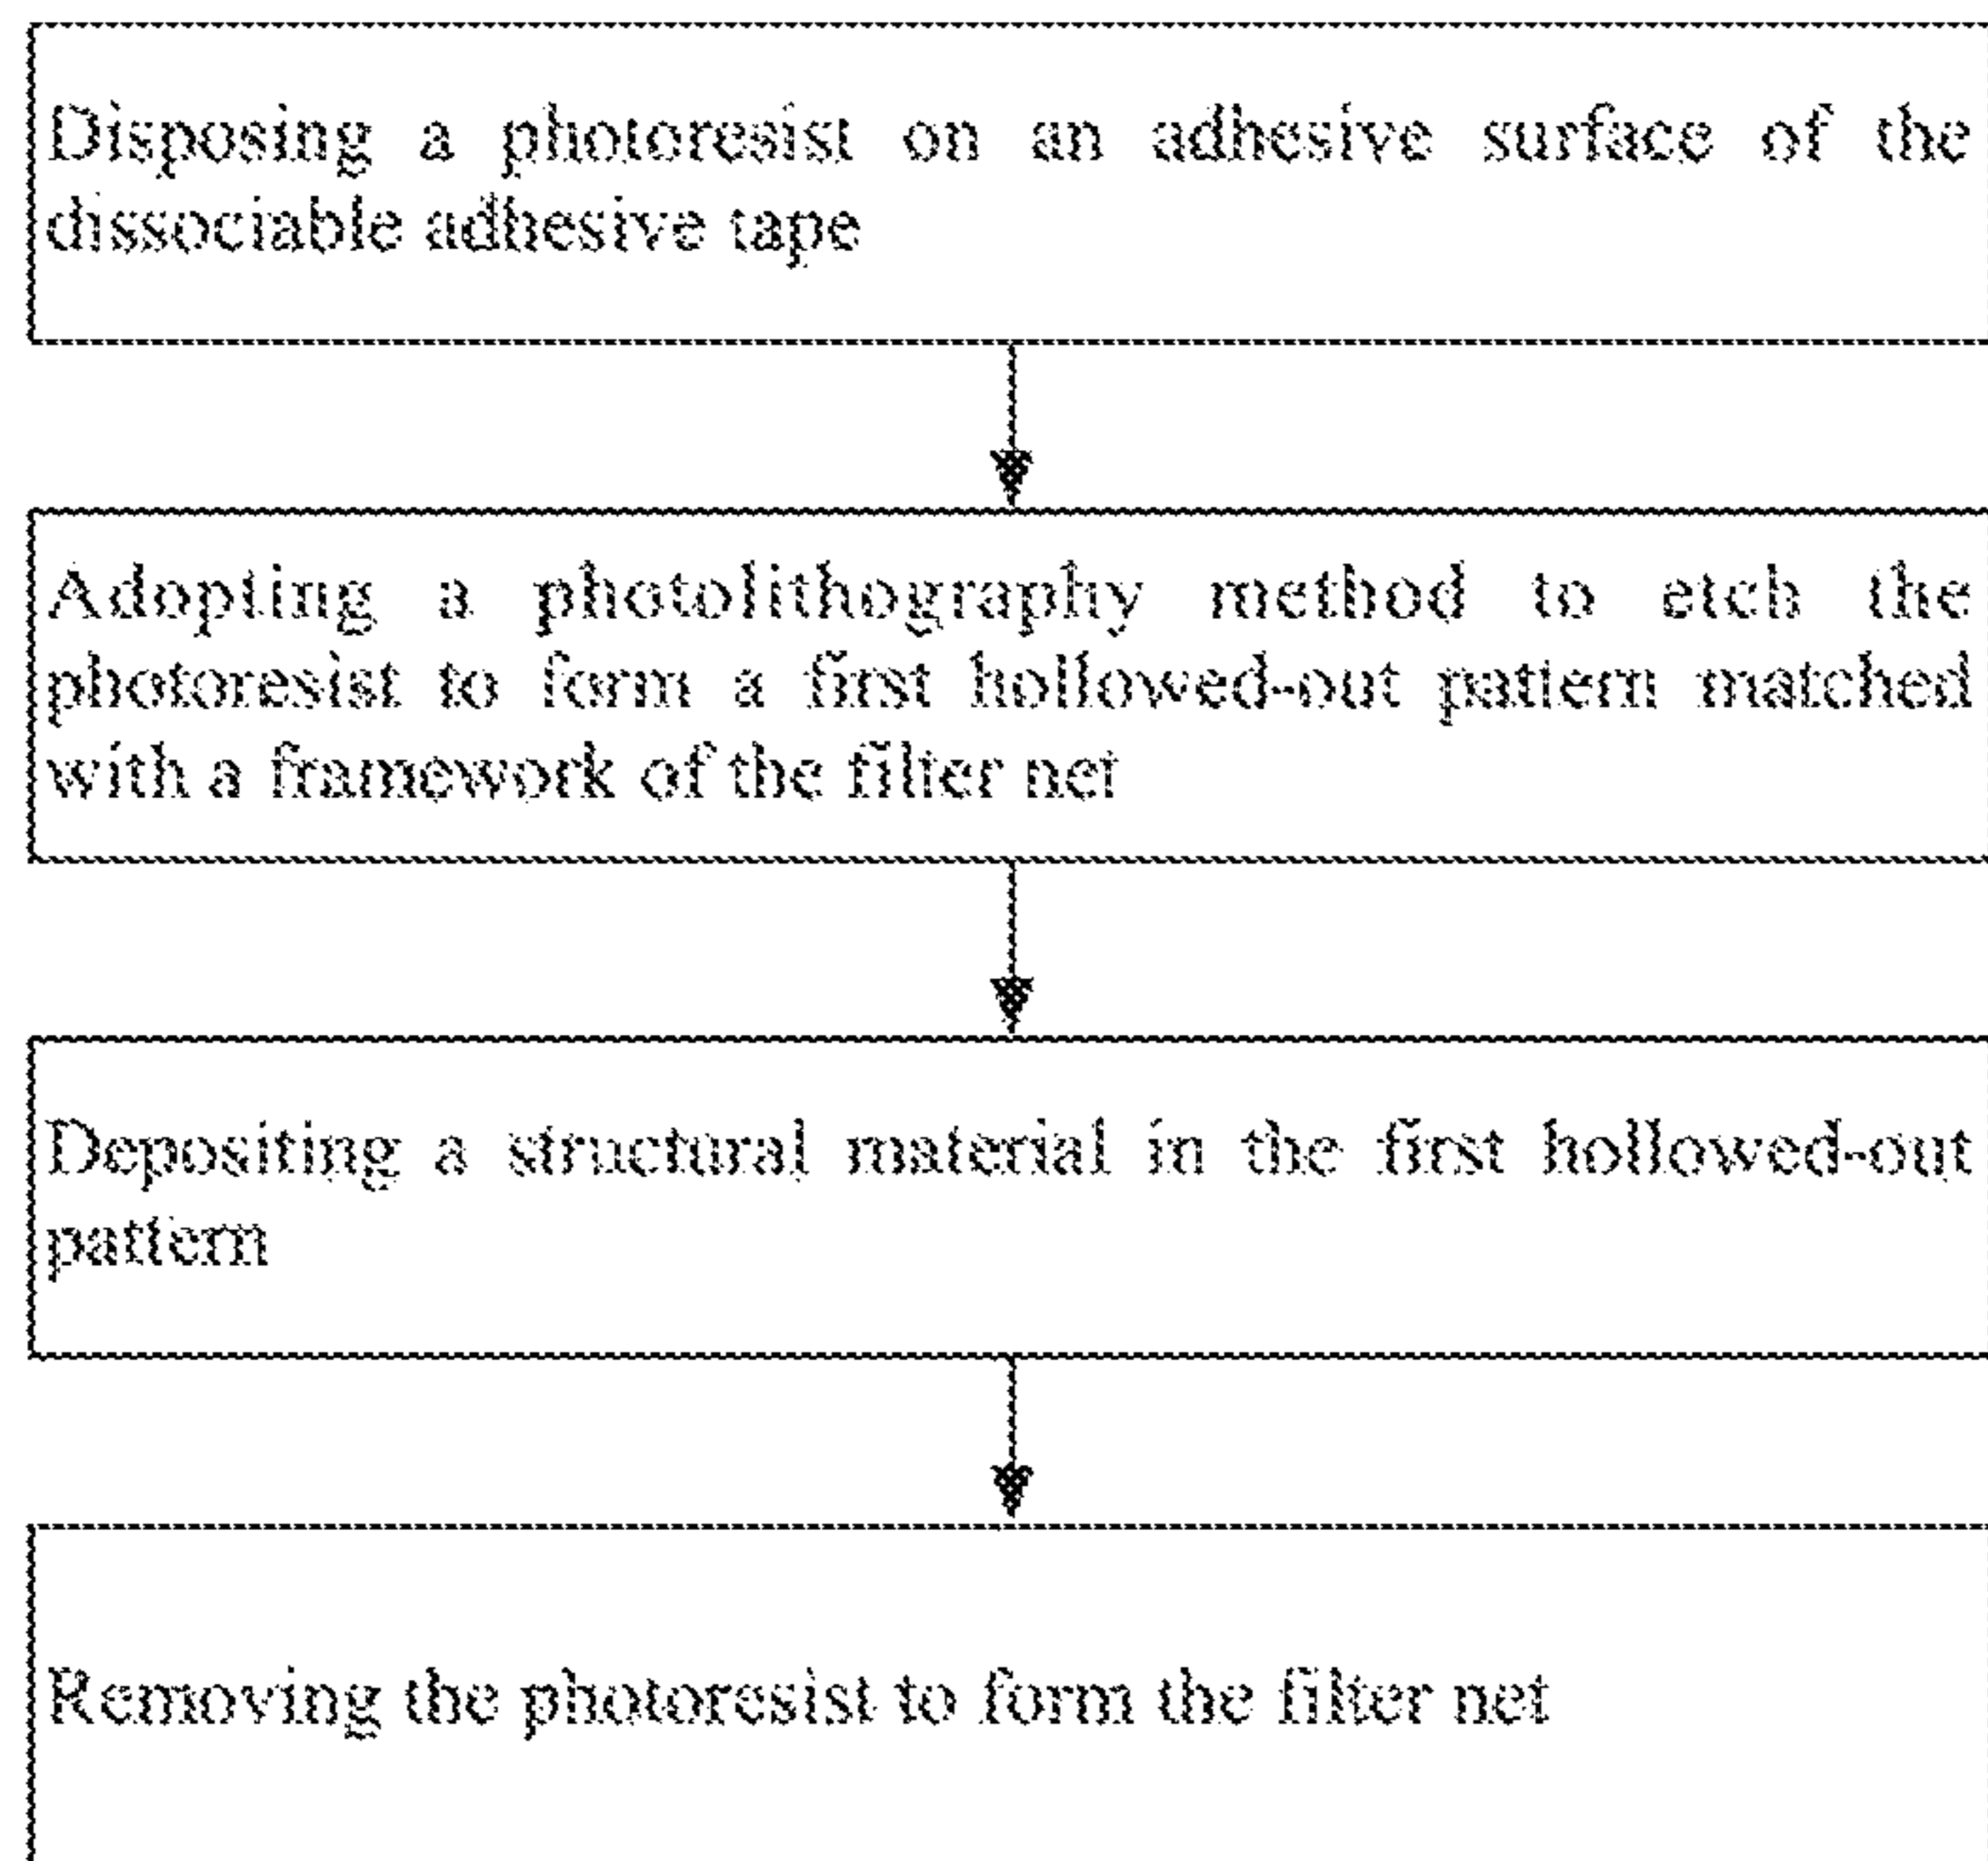 Disposing a photoresist on an adhesive surface of the
dissociable adhesive tape
Adopting a photolithography method to etch the
photoresist to form a first hollowed-out pattern matched
with a framework of the filter net
Depositing a structural material in the first hollowed-out
pattern
Removing the photoresist to form the filter net